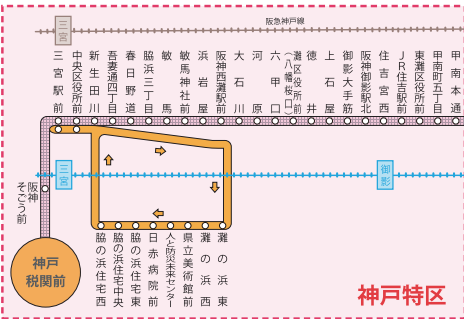 阪急神戸線
三宮
三宮駅前
中央区役所前
新生田川
吾妻通四丁目
春日野道
脇浜三丁目
敏馬
敏馬神社前
浜岩屋
阪神西灘駅前
大石川
河原
六甲口
灘区役所前
(八幡桜口)
徳井
上石屋
御影大手筋
阪神御影駅北
住吉宮西
JR住吉駅前
東灘区役所前
甲南町五丁目
甲南本通
三宮
御影
阪神
そごう前
脇の浜住宅西
脇の浜住宅中央
脇の浜住宅東
日赤病院前
人と防災未来センター
県立美術館前
灘の浜西
灘の浜東
神戸
税関前
神戸特区